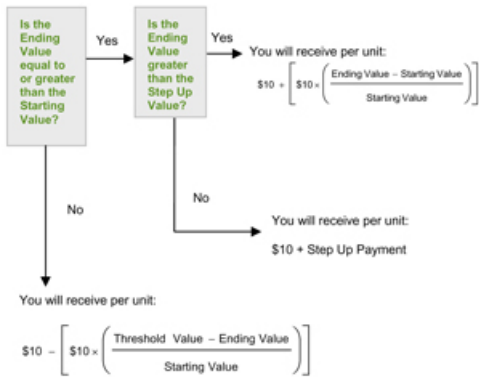 Is the
Ending
Value
equal to
or greater
than the
Starting
Value?
Yes
Is the
Ending
Value
greater
than the
Step Up
Value?
Yes
You will receive per unit:
$10 + [ $10 × ( Ending Value − Starting Value
Starting Value ) ]
No
No
You will receive per unit:
$10 + Step Up Payment
You will receive per unit:
$10 − [ $10 × ( Threshold Value − Ending Value
Starting Value ) ]